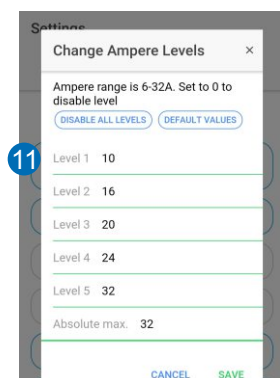 Settings
Change Ampere Levels ×
Ampere range is 6-32A. Set to 0 to
disable level
DISABLE ALL LEVELS DEFAULT VALUES
11
Level 1 10
Level 2 16
Level 3 20
Level 4 24
Level 5 32
Absolute max. 32
CANCEL SAVE